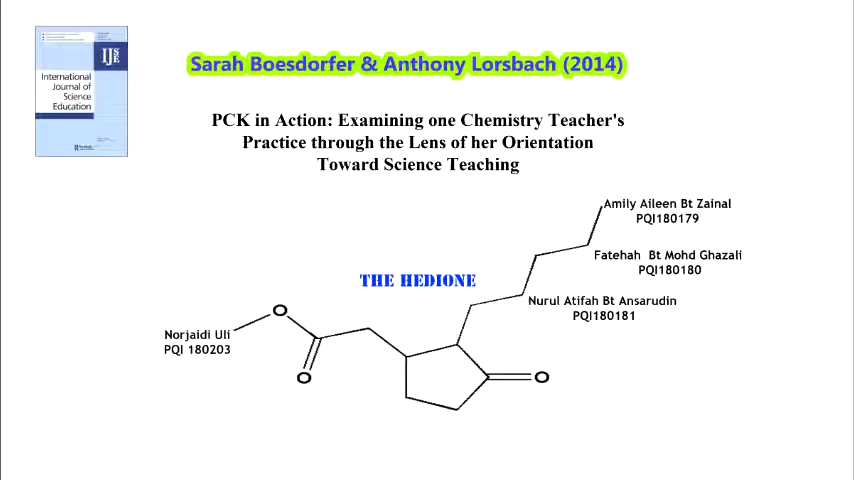 IJSE
International
Journal of
Science
Education
Sarah Boesdorfer & Anthony Lorsbach (2014)
PCK in Action: Examining one Chemistry Teacher's
Practice through the Lens of her Orientation
Toward Science Teaching
Amily Aileen Bt Zainal
PQI180179
Fatehah Bt Mohd Ghazali
PQI180180
THE HEDIONE
Nurul Atifah Bt Ansarudin
PQI180181
O
Norjaidi Uli
PQI 180203
O
O